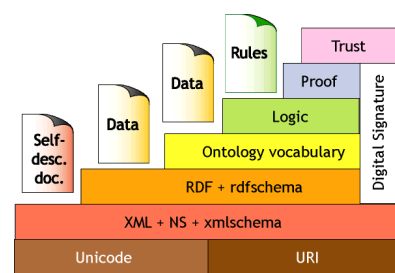 Trust
Rules
Proof
Data
Data
Logic
Self-
desc.
doc.
Ontology vocabulary
Digital Signature
RDF + rdfschema
XML + NS + xmlschema
Unicode
URI